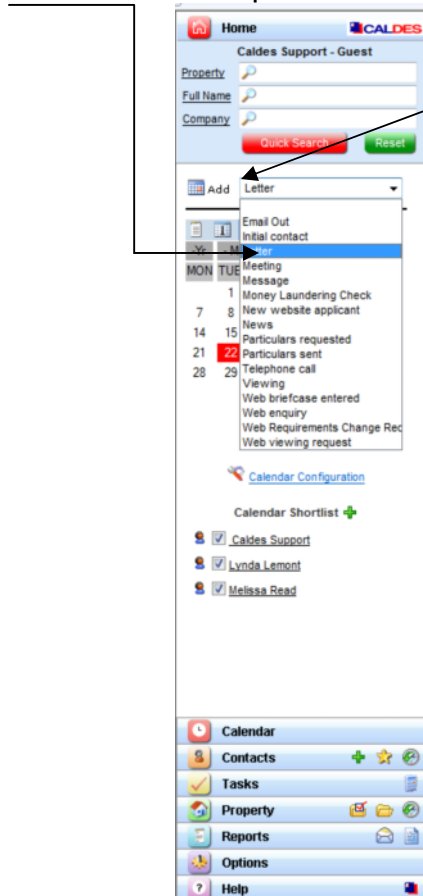 Home CALDES
Caldes Support - Guest
Property
Full Name
Company
Quick Search Reset
Add Letter
Email Out
Initial contact
Letter
Meeting
Message
Money Laundering Check
New website applicant
News
Particulars requested
Particulars sent
Telephone call
Viewing
Web briefcase entered
Web enquiry
Web Requirements Change Rec
Web viewing request
-Yr
MON TUE
1
7 8
14 15
21 22
28 29
Calendar Configuration
Calendar Shortlist
Caldes Support
Lynda Lemont
Melissa Read
Calendar
Contacts
Tasks
Property
Reports
Options
Help